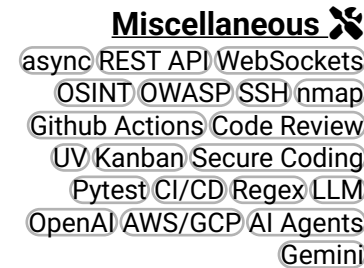 Miscellaneous 🛠
async REST API WebSockets
OSINT OWASP SSH nmap
Github Actions Code Review
UV Kanban Secure Coding
Pytest CI/CD Regex LLM
OpenAI AWS/GCP AI Agents
Gemini